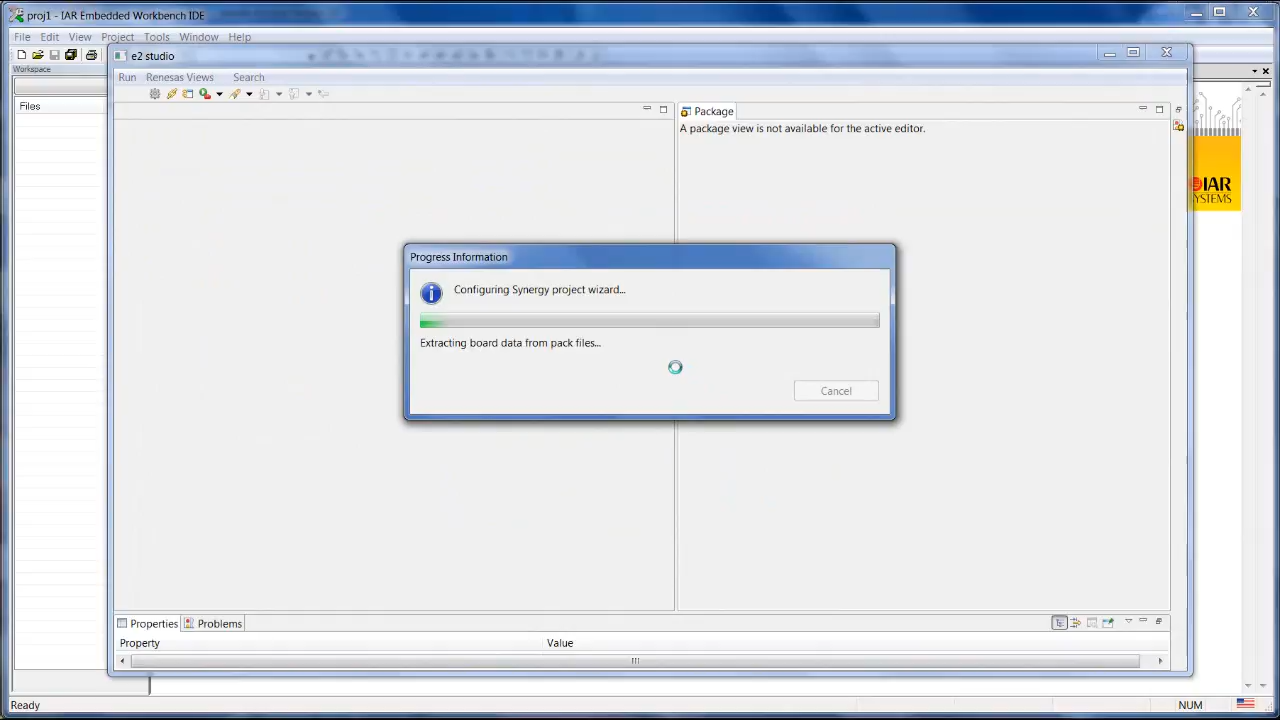 proj1 - IAR Embedded Workbench IDE
File Edit View Project Tools Window Help
Workspace
Files
e2 studio
Run Renesas Views Search
Package
A package view is not available for the active editor.
IAR
SYSTEMS
Progress Information
Configuring Synergy project wizard...
Extracting board data from pack files...
Cancel
Properties Problems
Property Value
Ready NUM